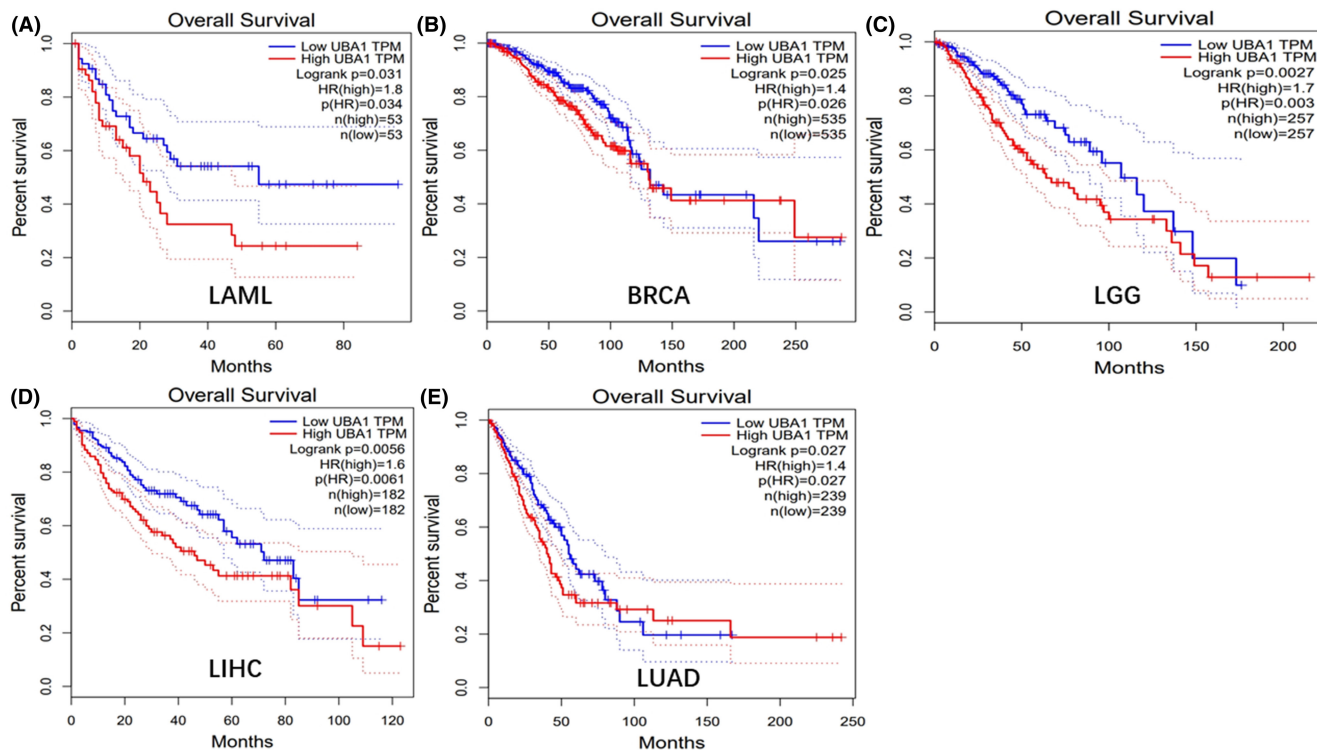 (A)
Overall Survival
Low UBA1 TPM
High UBA1 TPM
Logrank p=0.031
HR(high)=1.8
p(HR)=0.034
n(high)=53
n(low)=53
Percent survival
1.0
0.8
0.6
0.4
0.2
0.0
LAML
0 20 40 60 80
Months
(B)
Overall Survival
Low UBA1 TPM
High UBA1 TPM
Logrank p=0.025
HR(high)=1.4
p(HR)=0.026
n(high)=535
n(low)=535
Percent survival
1.0
0.8
0.6
0.4
0.2
0.0
BRCA
0 50 100 150 200 250
Months
(C)
Overall Survival
Low UBA1 TPM
High UBA1 TPM
Logrank p=0.0027
HR(high)=1.7
p(HR)=0.003
n(high)=257
n(low)=257
Percent survival
1.0
0.8
0.6
0.4
0.2
0.0
LGG
0 50 100 150 200
Months
(D)
Overall Survival
Low UBA1 TPM
High UBA1 TPM
Logrank p=0.0056
HR(high)=1.6
p(HR)=0.0061
n(high)=182
n(low)=182
Percent survival
1.0
0.8
0.6
0.4
0.2
0.0
LIHC
0 20 40 60 80 100 120
Months
(E)
Overall Survival
Low UBA1 TPM
High UBA1 TPM
Logrank p=0.027
HR(high)=1.4
p(HR)=0.027
n(high)=239
n(low)=239
Percent survival
1.0
0.8
0.6
0.4
0.2
0.0
LUAD
0 50 100 150 200 250
Months